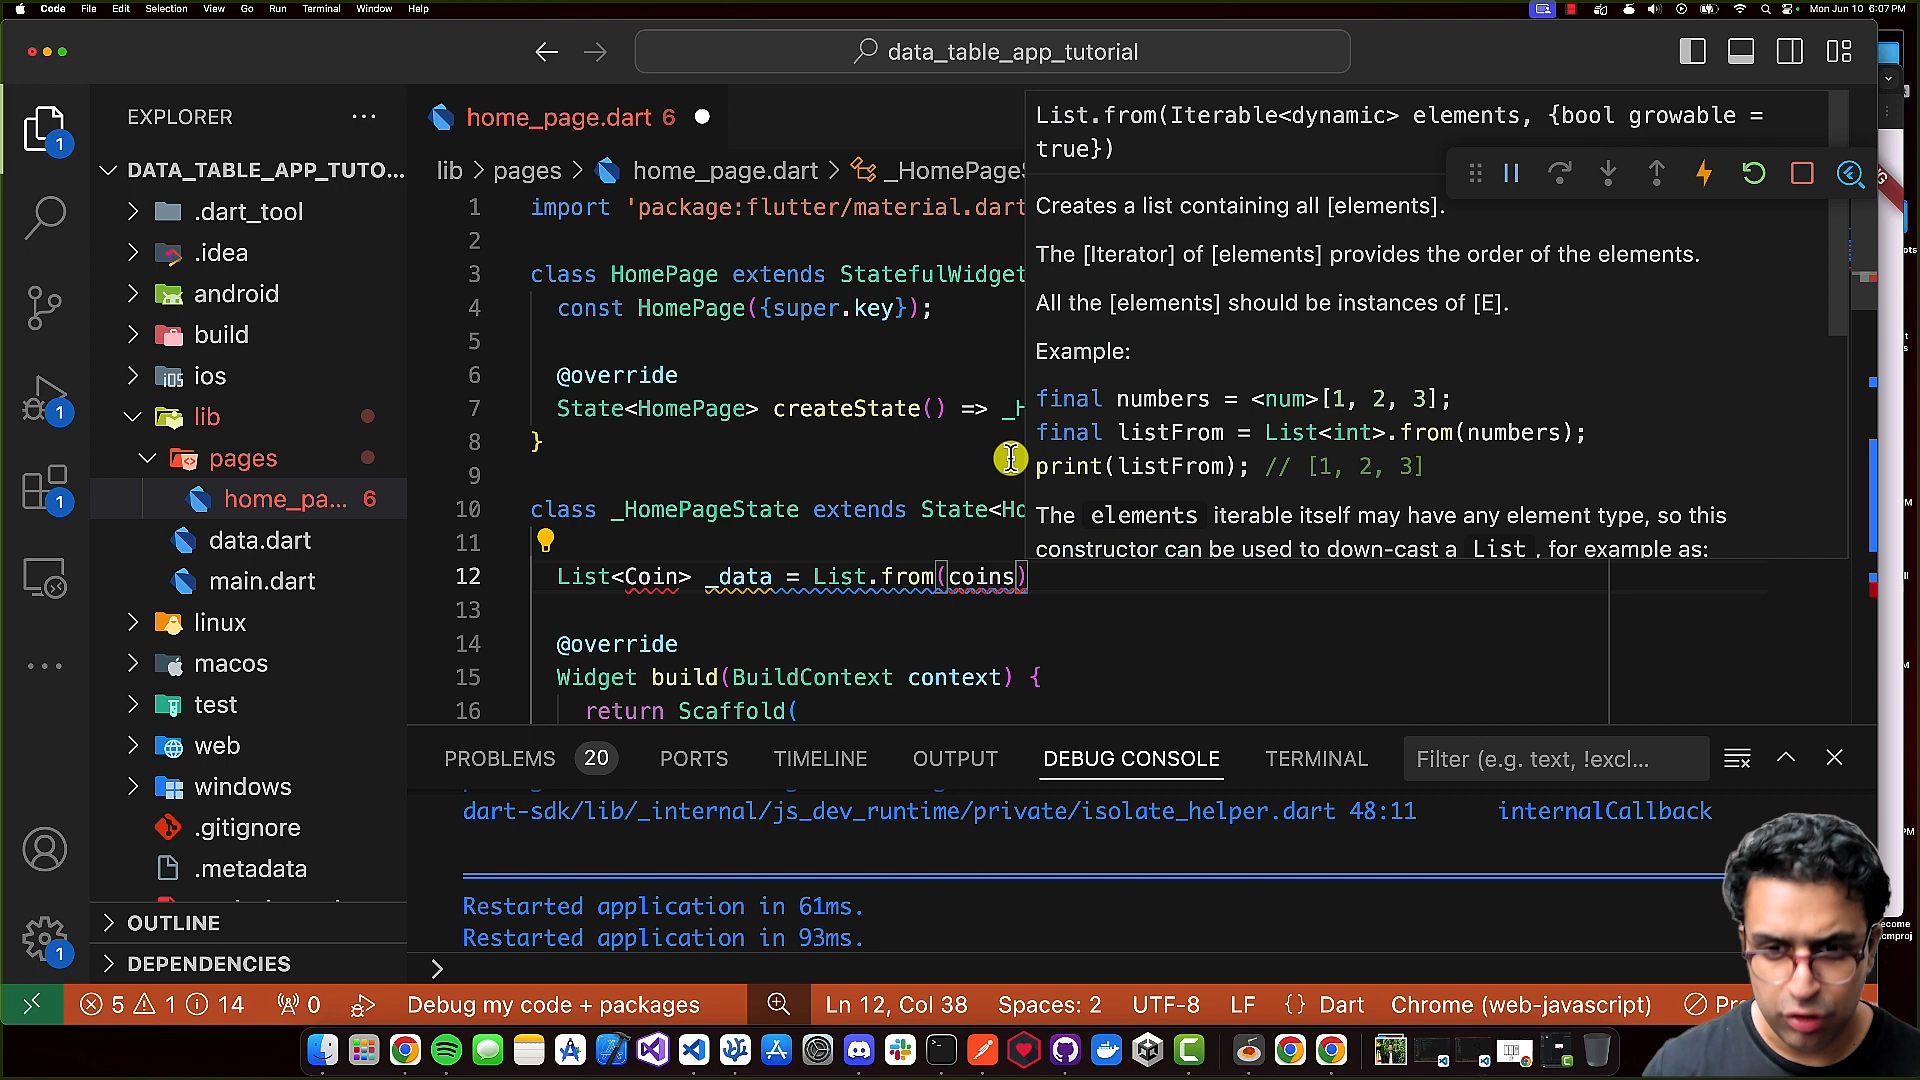 Code File Edit Selection View Go Run Terminal Window Help
Mon Jun 10 6:07 PM
data_table_app_tutorial
EXPLORER
1
DATA_TABLE_APP_TUTO...
.dart_tool
.idea
android
build
ios
lib
pages
home_pa... 6
data.dart
main.dart
linux
macos
test
web
windows
.gitignore
.metadata
OUTLINE
DEPENDENCIES
1
1
1
home_page.dart 6
lib > pages > home_page.dart > _HomePageS
1 import 'package:flutter/material.dart
2
3 class HomePage extends StatefulWidget
4 const HomePage({super.key});
5
6 @override
7 State<HomePage> createState() => _H
8 }
9
10 class _HomePageState extends State<Ho
11
12 List<Coin> _data = List.from(coins)
13
14 @override
15 Widget build(BuildContext context) {
16 return Scaffold(
List.from(Iterable<dynamic> elements, {bool growable =
true})
Creates a list containing all [elements].
The [Iterator] of [elements] provides the order of the elements.
All the [elements] should be instances of [E].
Example:
final numbers = <num>[1, 2, 3];
final listFrom = List<int>.from(numbers);
print(listFrom); // [1, 2, 3]
The elements iterable itself may have any element type, so this
constructor can be used to down-cast a List, for example as:
PROBLEMS 20 PORTS TIMELINE OUTPUT DEBUG CONSOLE TERMINAL Filter (e.g. text, !excl...
dart-sdk/lib/_internal/js_dev_runtime/private/isolate_helper.dart 48:11 internalCallback
Restarted application in 61ms.
Restarted application in 93ms.
>
5 1 14 0 Debug my code + packages Ln 12, Col 38 Spaces: 2 UTF-8 LF {} Dart Chrome (web-javascript) Pr